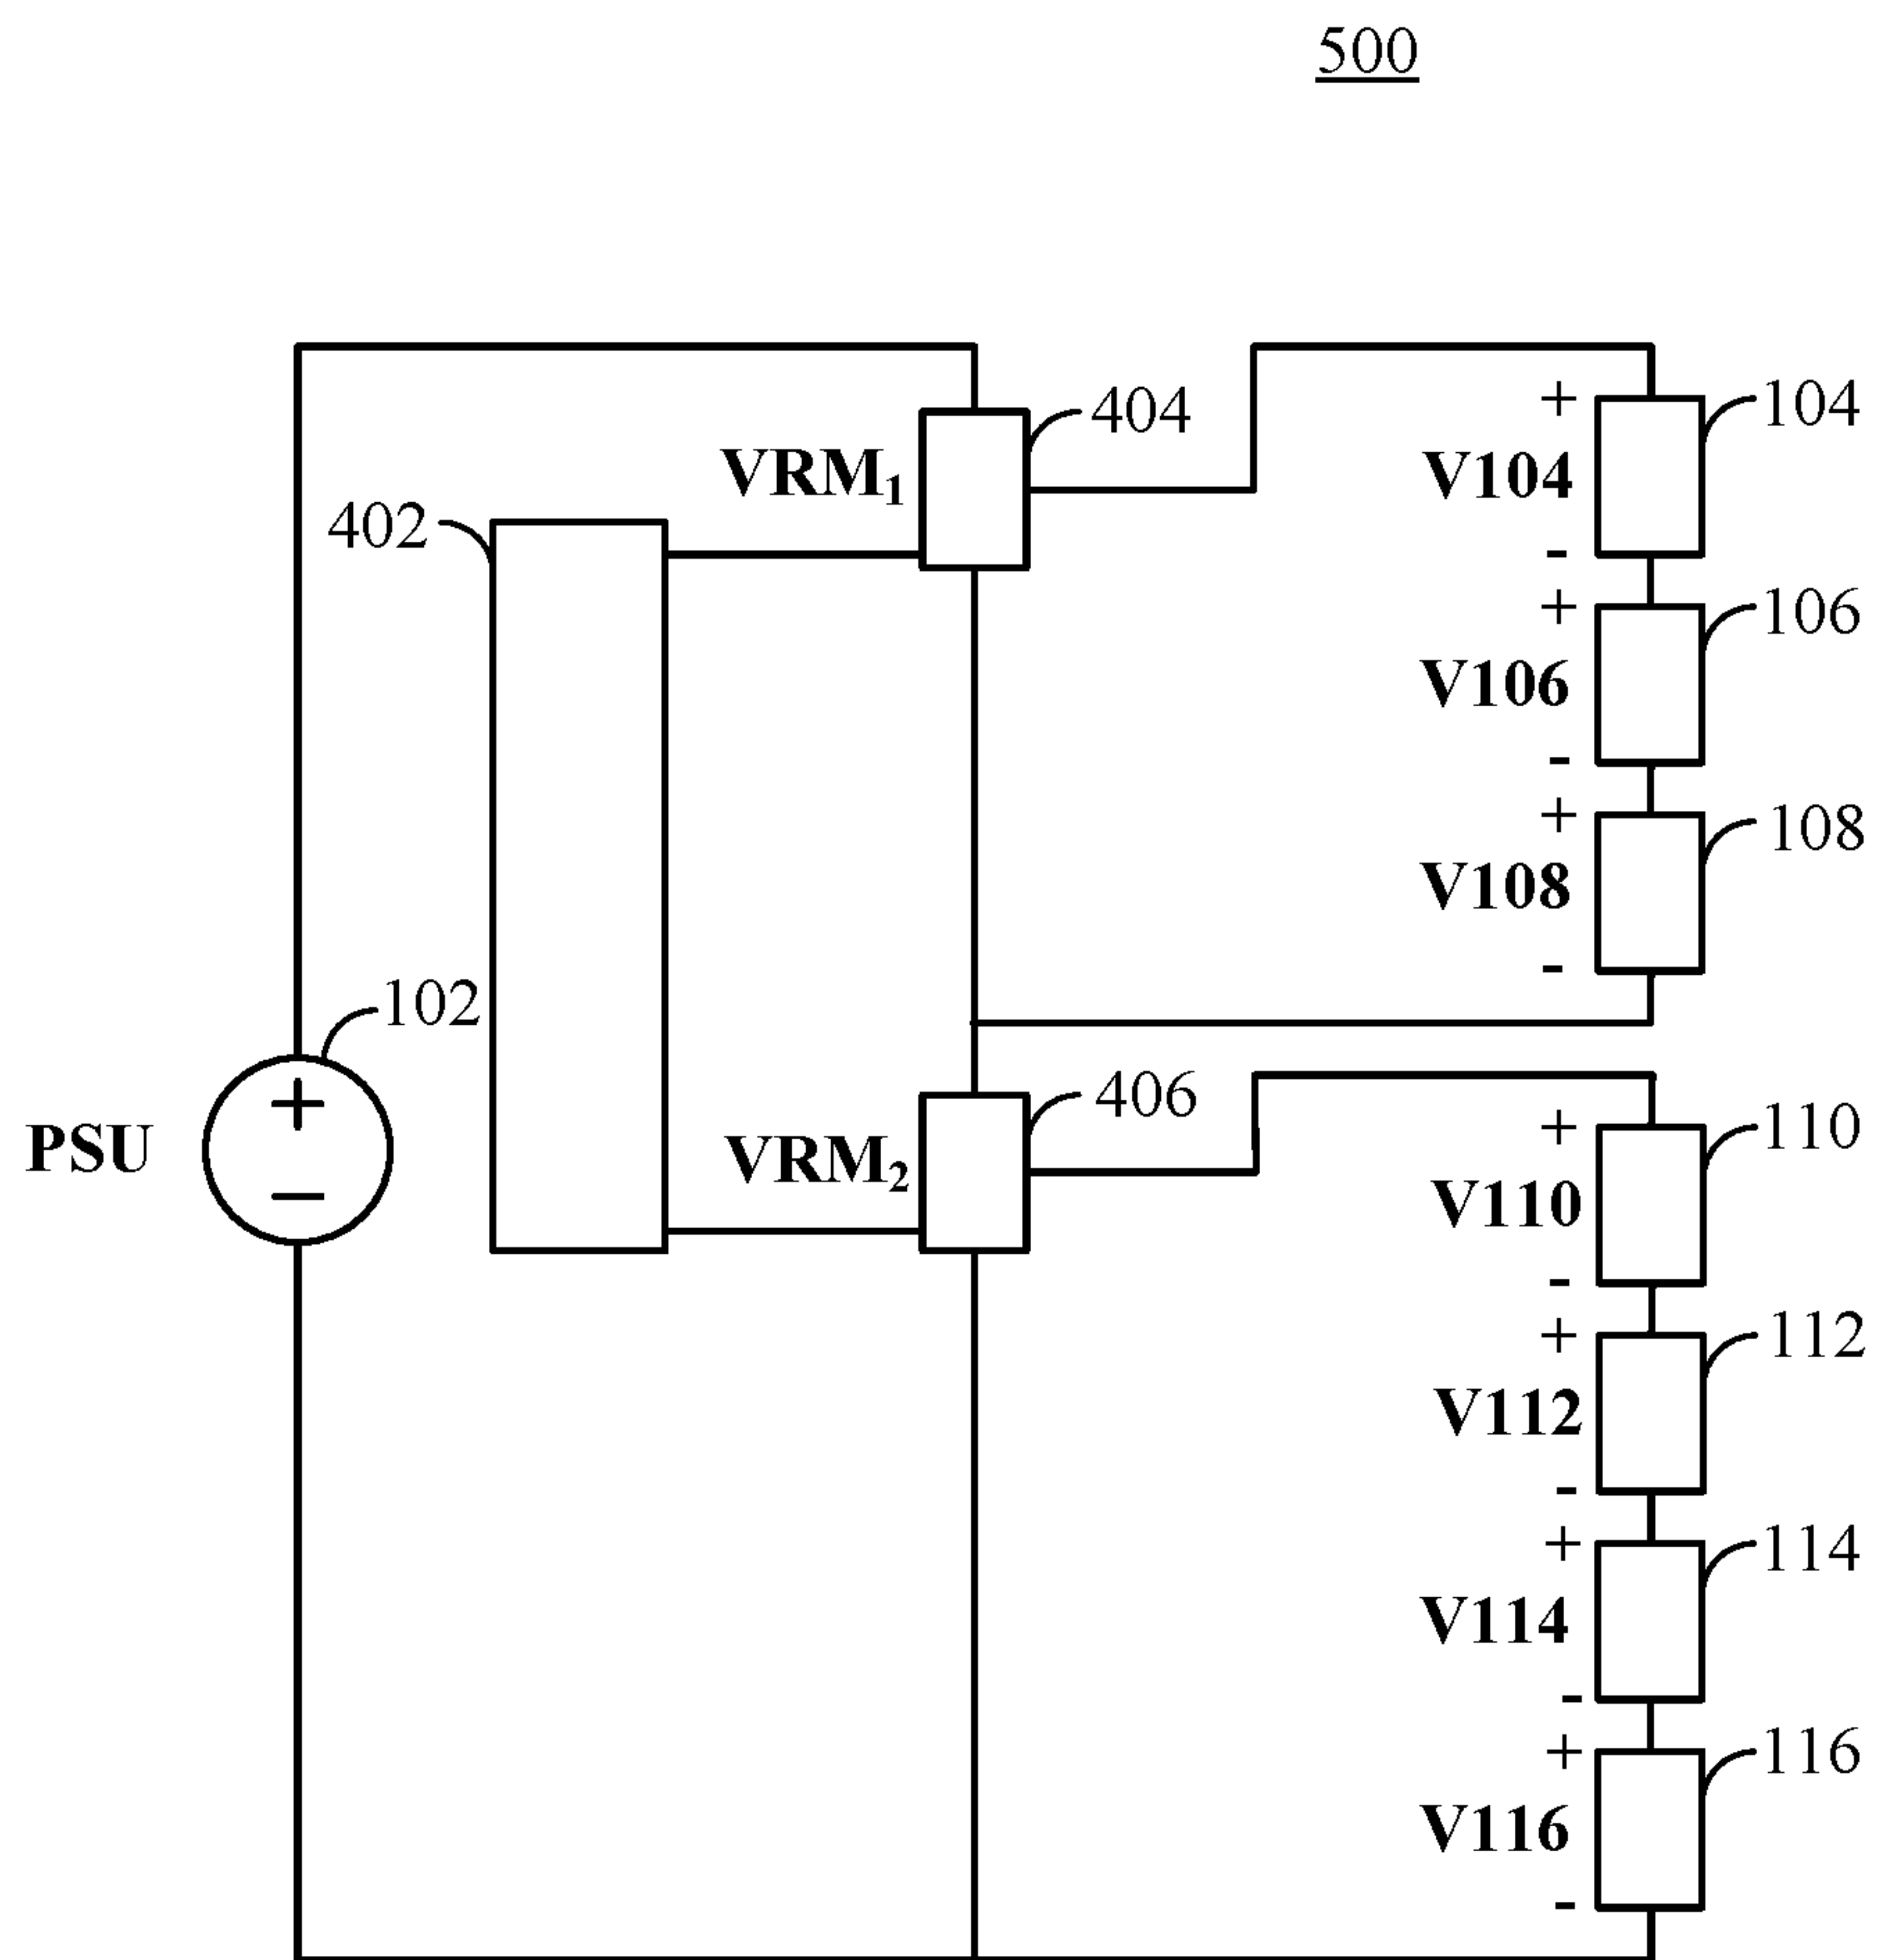 500
+
404
104
VRM₁
V104
402
-
+
106
V106
-
+
108
V108
-
102
+
406
110
+
PSU
VRM₂
−
V110
-
+
112
V112
-
+
114
V114
-
+
116
V116
-